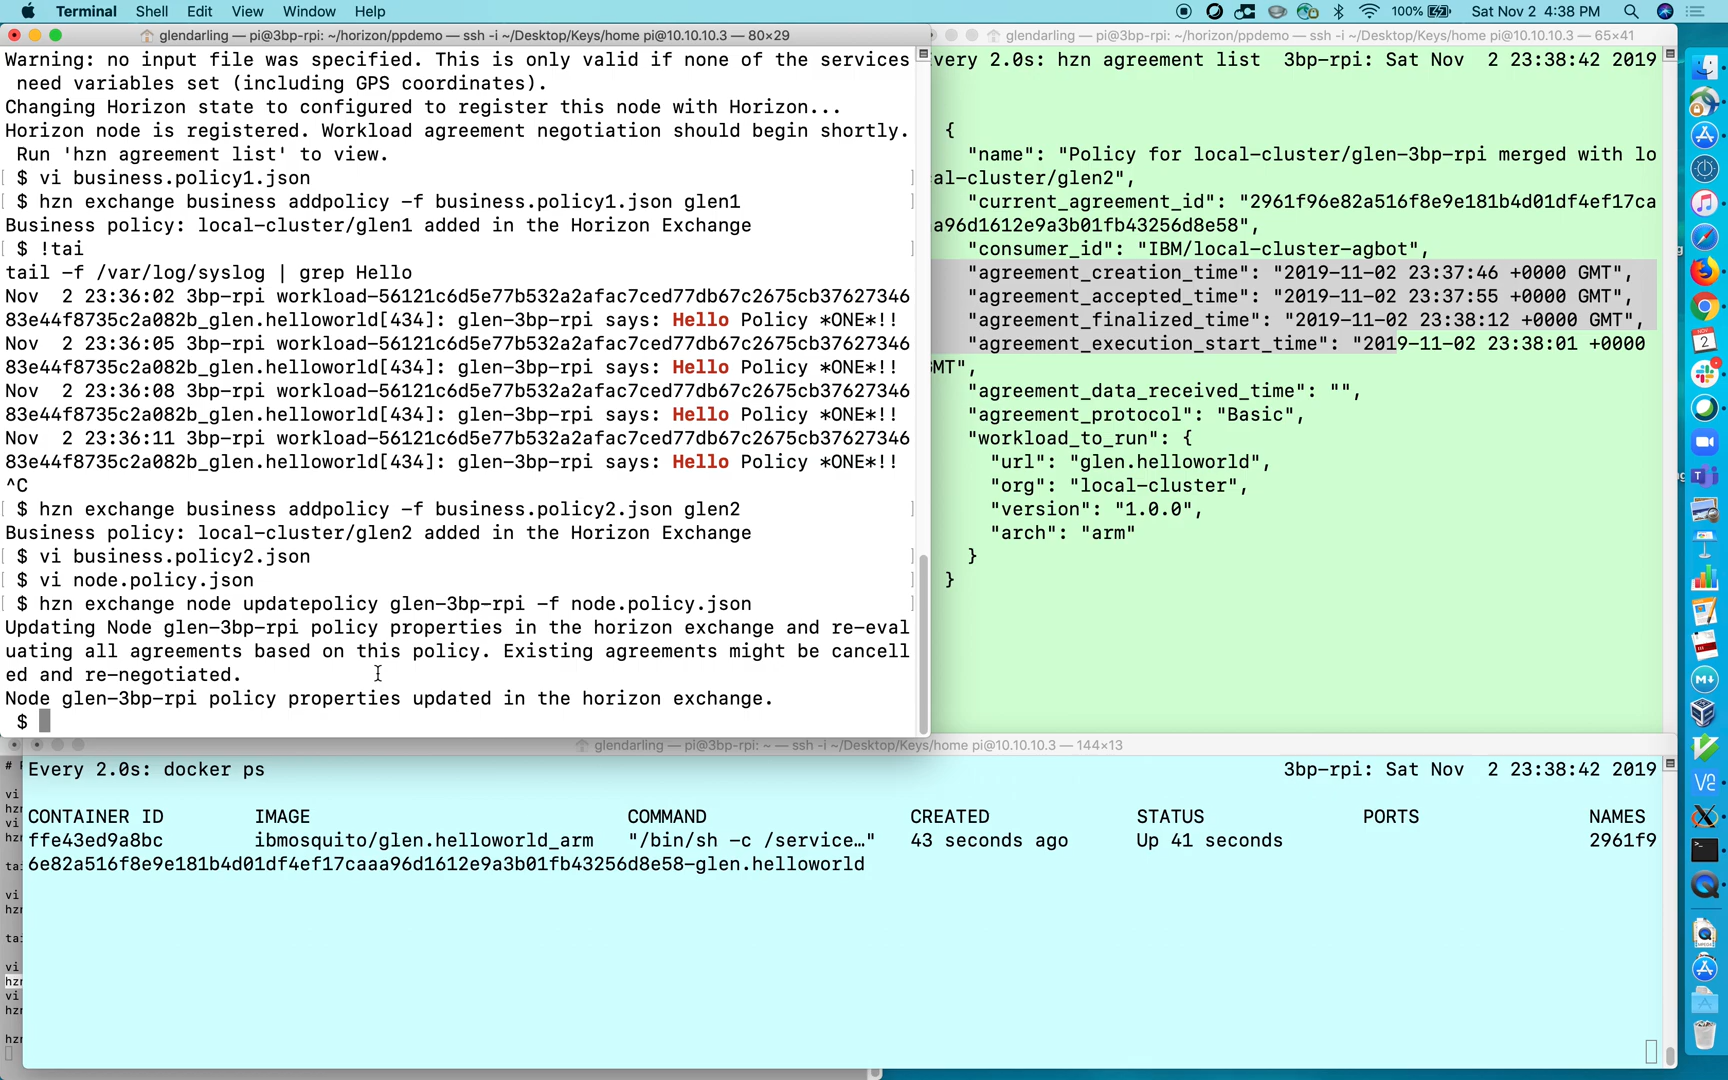 Terminal Shell Edit View Window Help 100% Sat Nov 2 4:38 PM
glendarling — pi@3bp-rpi: ~/horizon/ppdemo — ssh -i ~/Desktop/Keys/home pi@10.10.10.3 — 80×29
Warning: no input file was specified. This is only valid if none of the services
need variables set (including GPS coordinates).
Changing Horizon state to configured to register this node with Horizon...
Horizon node is registered. Workload agreement negotiation should begin shortly.
Run 'hzn agreement list' to view.
[ $ vi business.policy1.json ]
[ $ hzn exchange business addpolicy -f business.policy1.json glen1 ]
Business policy: local-cluster/glen1 added in the Horizon Exchange
[ $ !tai ]
tail -f /var/log/syslog | grep Hello
Nov  2 23:36:02 3bp-rpi workload-56121c6d5e77b532a2afac7ced77db67c2675cb37627346
83e44f8735c2a082b_glen.helloworld[434]: glen-3bp-rpi says: Hello Policy *ONE*!!
Nov  2 23:36:05 3bp-rpi workload-56121c6d5e77b532a2afac7ced77db67c2675cb37627346
83e44f8735c2a082b_glen.helloworld[434]: glen-3bp-rpi says: Hello Policy *ONE*!!
Nov  2 23:36:08 3bp-rpi workload-56121c6d5e77b532a2afac7ced77db67c2675cb37627346
83e44f8735c2a082b_glen.helloworld[434]: glen-3bp-rpi says: Hello Policy *ONE*!!
Nov  2 23:36:11 3bp-rpi workload-56121c6d5e77b532a2afac7ced77db67c2675cb37627346
83e44f8735c2a082b_glen.helloworld[434]: glen-3bp-rpi says: Hello Policy *ONE*!!
^C
[ $ hzn exchange business addpolicy -f business.policy2.json glen2 ]
Business policy: local-cluster/glen2 added in the Horizon Exchange
[ $ vi business.policy2.json ]
[ $ vi node.policy.json ]
[ $ hzn exchange node updatepolicy glen-3bp-rpi -f node.policy.json ]
Updating Node glen-3bp-rpi policy properties in the horizon exchange and re-eval
uating all agreements based on this policy. Existing agreements might be cancell
ed and re-negotiated.
Node glen-3bp-rpi policy properties updated in the horizon exchange.
$
glendarling — pi@3bp-rpi: ~/horizon/ppdemo — ssh -i ~/Desktop/Keys/home pi@10.10.10.3 — 65×41
very 2.0s: hzn agreement list  3bp-rpi: Sat Nov  2 23:38:42 2019
{
"name": "Policy for local-cluster/glen-3bp-rpi merged with lo
al-cluster/glen2",
"current_agreement_id": "2961f96e82a516f8e9e181b4d01df4ef17ca
a96d1612e9a3b01fb43256d8e58",
"consumer_id": "IBM/local-cluster-agbot",
"agreement_creation_time": "2019-11-02 23:37:46 +0000 GMT",
"agreement_accepted_time": "2019-11-02 23:37:55 +0000 GMT",
"agreement_finalized_time": "2019-11-02 23:38:12 +0000 GMT",
"agreement_execution_start_time": "2019-11-02 23:38:01 +0000
MT",
"agreement_data_received_time": "",
"agreement_protocol": "Basic",
"workload_to_run": {
"url": "glen.helloworld",
"org": "local-cluster",
"version": "1.0.0",
"arch": "arm"
}
}
glendarling — pi@3bp-rpi: ~ — ssh -i ~/Desktop/Keys/home pi@10.10.10.3 — 144×13
Every 2.0s: docker ps 3bp-rpi: Sat Nov  2 23:38:42 2019
CONTAINER ID IMAGE COMMAND CREATED STATUS PORTS NAMES
ffe43ed9a8bc ibmosquito/glen.helloworld_arm "/bin/sh -c /service…" 43 seconds ago Up 41 seconds 2961f9
6e82a516f8e9e181b4d01df4ef17caaa96d1612e9a3b01fb43256d8e58-glen.helloworld
vi
vi
tai
vi
hzn
tai
vi
hzn
vi
hzn
hzn